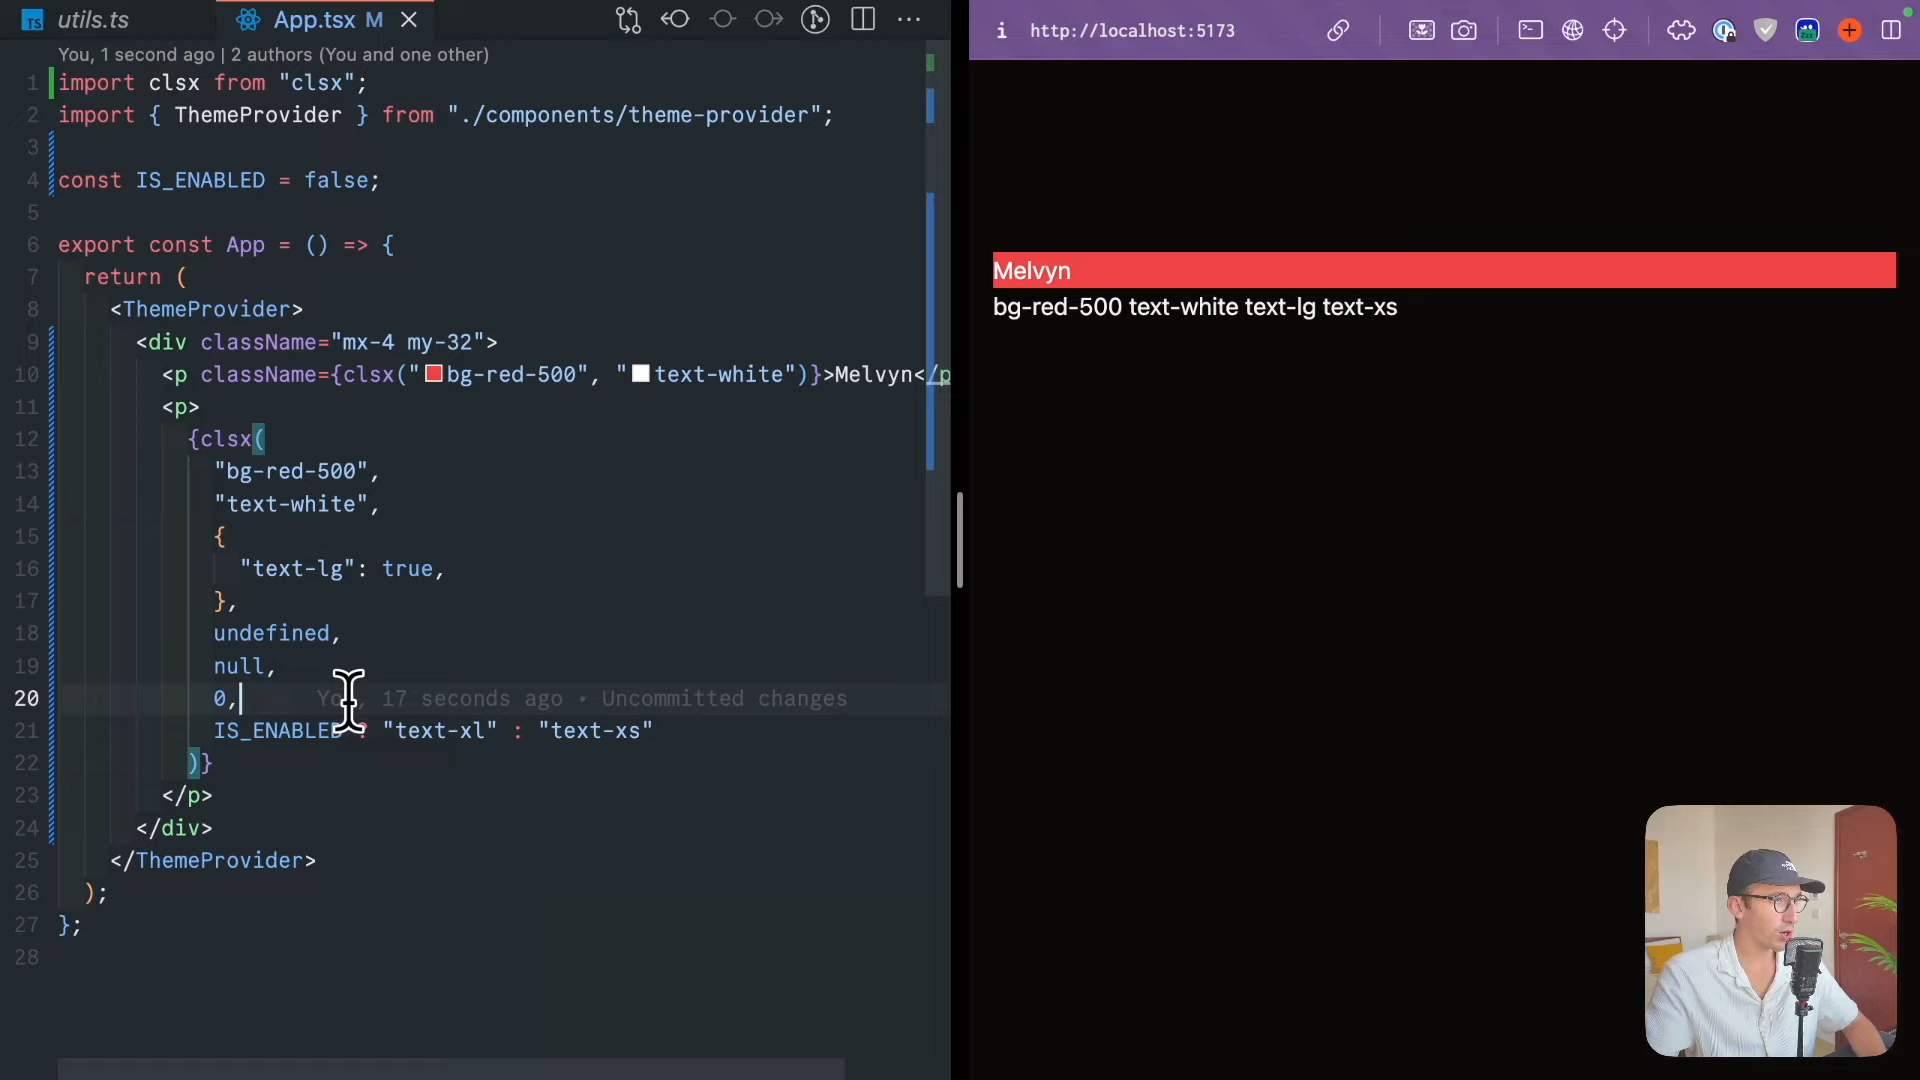 TS utils.ts
App.tsx M
You, 1 second ago | 2 authors (You and one other)
1 import clsx from "clsx";
2 import { ThemeProvider } from "./components/theme-provider";
3
4 const IS_ENABLED = false;
5
6 export const App = () => {
7 return (
8 <ThemeProvider>
9 <div className="mx-4 my-32">
10 <p className={clsx("bg-red-500", "text-white")}>Melvyn</p
11 <p>
12 {clsx(
13 "bg-red-500",
14 "text-white",
15 {
16 "text-lg": true,
17 },
18 undefined,
19 null,
20 0, You, 17 seconds ago • Uncommitted changes
21 IS_ENABLED ? "text-xl" : "text-xs"
22 )}
23 </p>
24 </div>
25 </ThemeProvider>
26 );
27 };
28
http://localhost:5173
Melvyn
bg-red-500 text-white text-lg text-xs